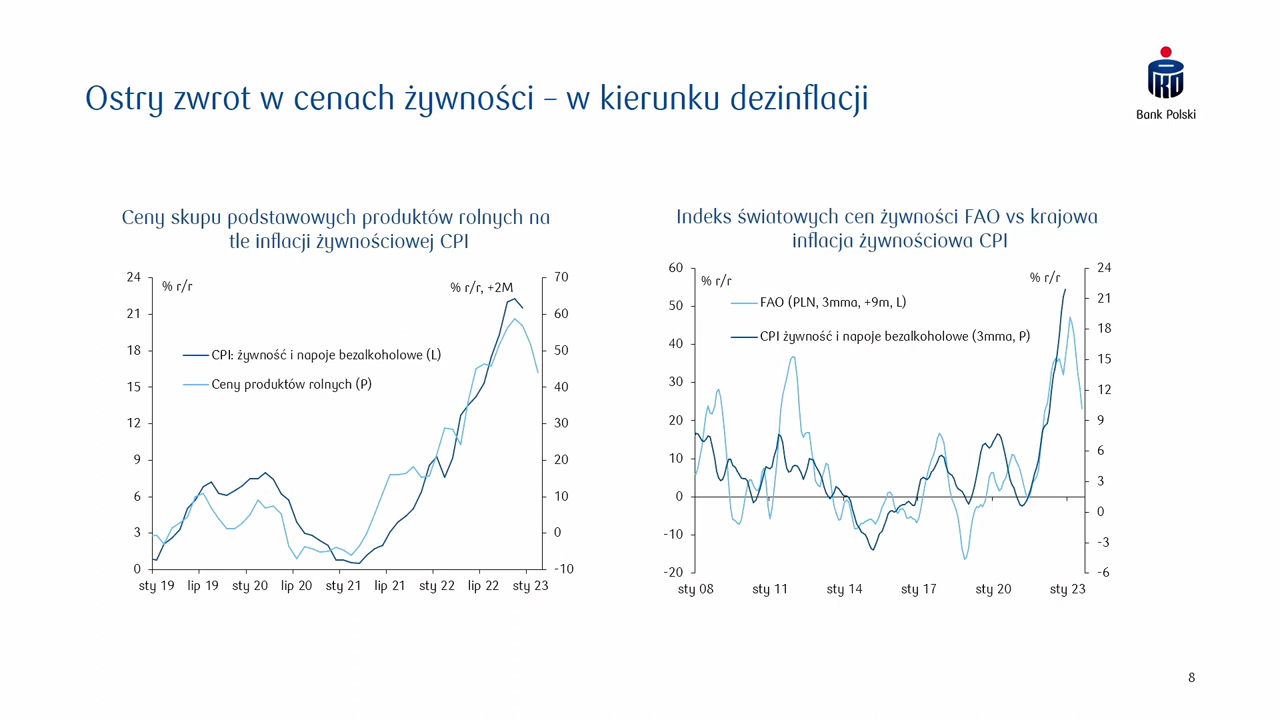 Ostry zwrot w cenach żywności – w kierunku dezinflacji
PKO
Bank Polski
Ceny skupu podstawowych produktów rolnych na
tle inflacji żywnościowej CPI
24
21
18
15
12
9
6
3
0
% r/r
% r/r, +2M
CPI: żywność i napoje bezalkoholowe (L)
Ceny produktów rolnych (P)
70
60
50
40
30
20
10
0
-10
sty 19 lip 19 sty 20 lip 20 sty 21 lip 21 sty 22 lip 22 sty 23
Indeks światowych cen żywności FAO vs krajowa
inflacja żywnościowa CPI
60
50
40
30
20
10
0
-10
-20
% r/r
% r/r
FAO (PLN, 3mma, +9m, L)
CPI żywność i napoje bezalkoholowe (3mma, P)
24
21
18
15
12
9
6
3
0
-3
-6
sty 08 sty 11 sty 14 sty 17 sty 20 sty 23
8